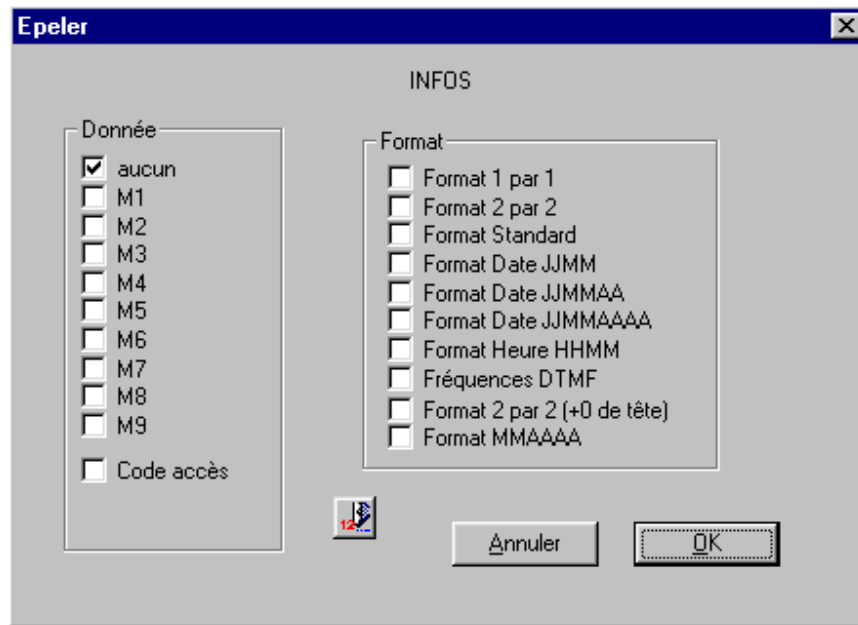 Epeler
INFOS
Donnée
aucun
M1
M2
M3
M4
M5
M6
M7
M8
M9
Code accès
Format
Format 1 par 1
Format 2 par 2
Format Standard
Format Date JJMM
Format Date JJMMAA
Format Date JJMMAAAA
Format Heure HHMM
Fréquences DTMF
Format 2 par 2 (+0 de tête)
Format MMAAAA
12
Annuler
OK